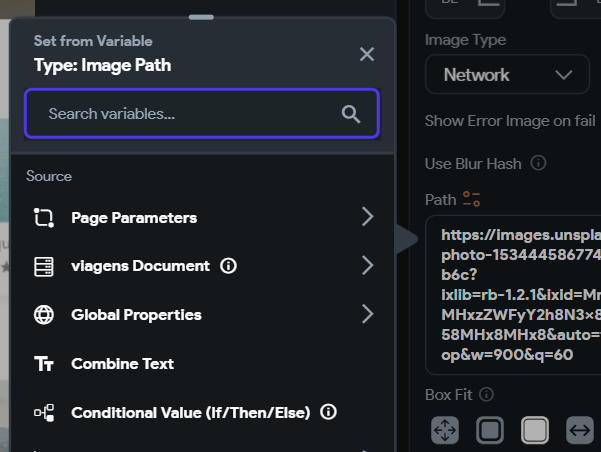 Set from Variable
Type: Image Path
Search variables...
Source
Page Parameters
viagens Document
Global Properties
Combine Text
Conditional Value (If/Then/Else)
Image Type
Network
Show Error Image on fail
Use Blur Hash
Path
https://images.unspla
photo-153444586774
b6c?
ixlib=rb-1.2.1&ixid=Mn
MHxzZWFyY2h8N3x8
58MHx8MHx8&auto=
op&w=900&q=60
Box Fit